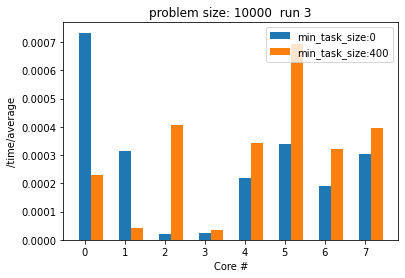 problem size: 10000  run 3
min_task_size:0
min_task_size:400
0.0007
0.0006
0.0005
0.0004
0.0003
0.0002
0.0001
0.0000
/time/average
0 1 2 3 4 5 6 7
Core #